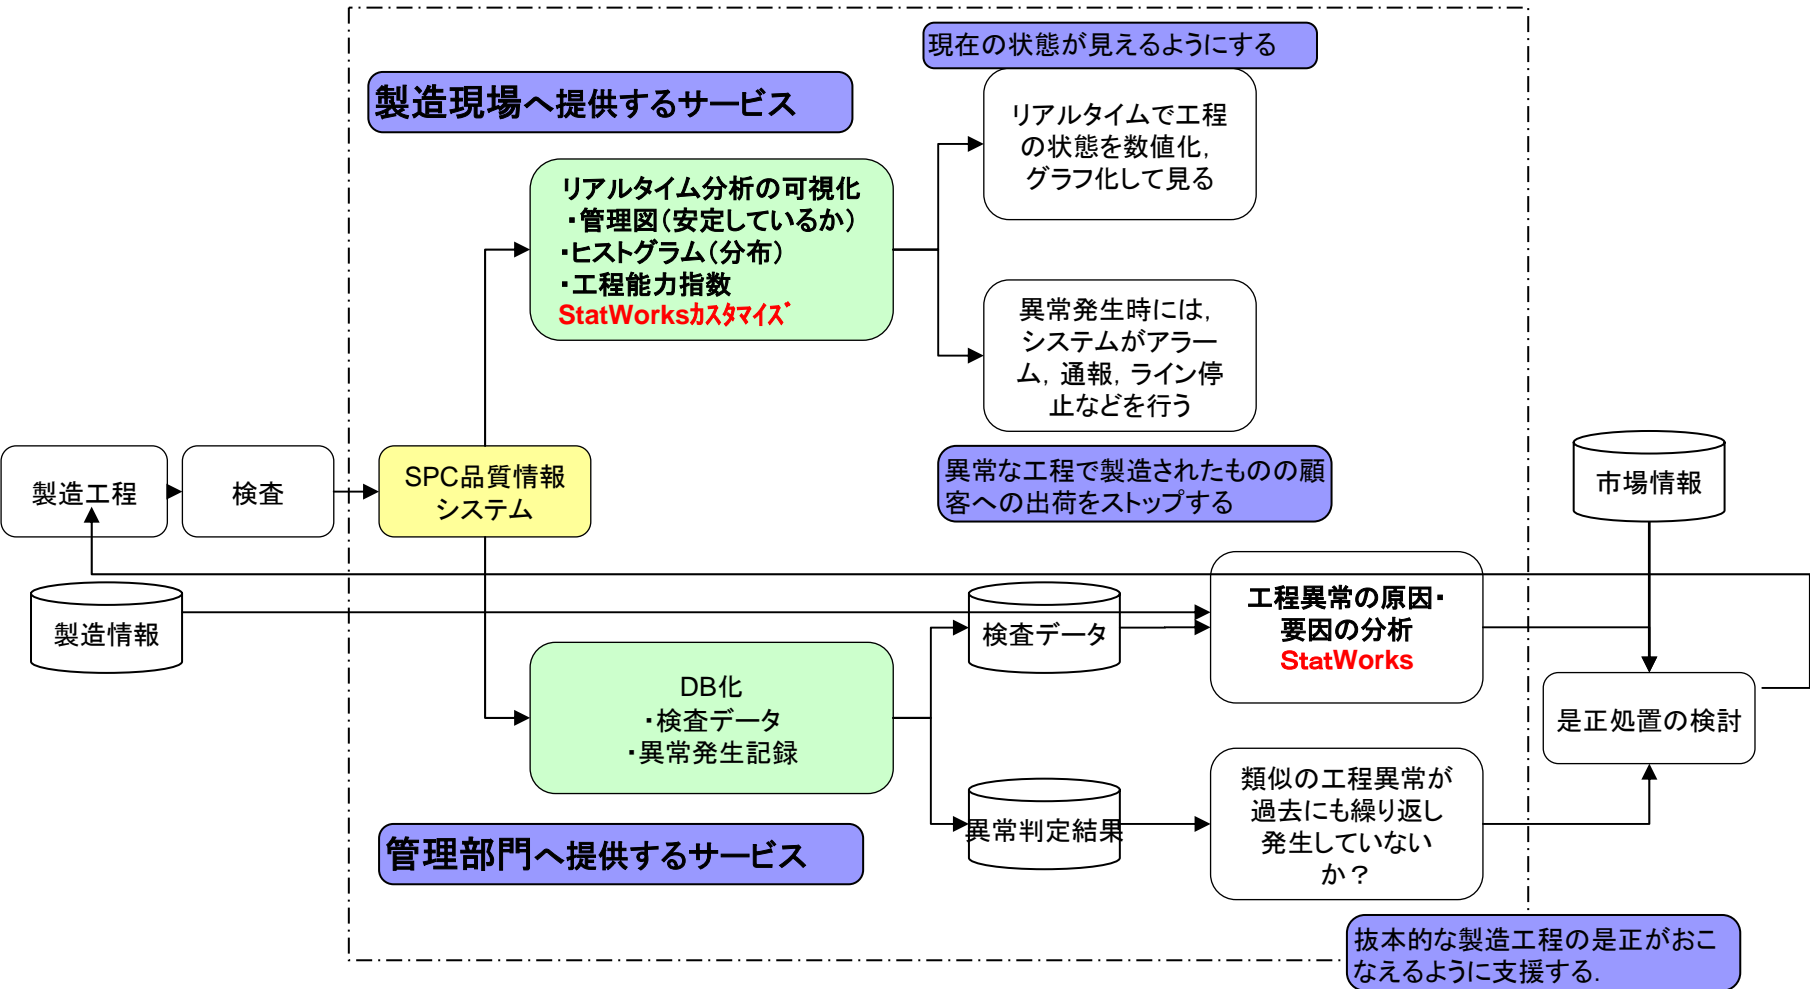 現在の状態が見えるようにする
製造現場へ提供するサービス
リアルタイムで工程
の状態を数値化，
グラフ化して見る
リアルタイム分析の可視化
・管理図（安定しているか）
・ヒストグラム（分布）
・工程能力指数
StatWorksｶｽﾀﾏｲｽﾞ
異常発生時には，
システムがアラー
ム，通報，ライン停
止などを行う
製造工程
検査
SPC品質情報
システム
異常な工程で製造されたものの顧
客への出荷をストップする
市場情報
製造情報
検査データ
工程異常の原因・
要因の分析
StatWorks
DB化
・検査データ
・異常発生記録
是正処置の検討
異常判定結果
類似の工程異常が
過去にも繰り返し
発生していない
か？
管理部門へ提供するサービス
抜本的な製造工程の是正がおこ
なえるように支援する．